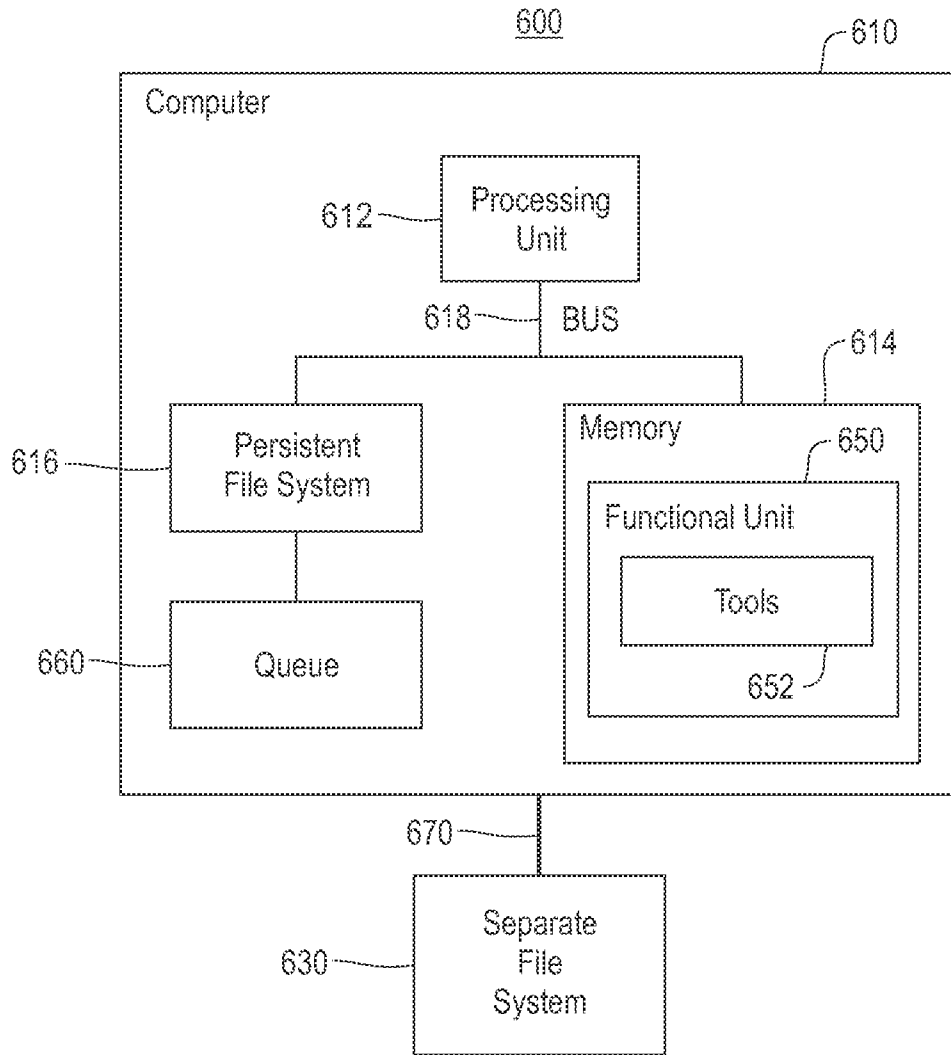 600
610
Computer
Processing
Unit
612
618
BUS
614
Memory
Persistent
File System
616
650
Functional Unit
Tools
652
Queue
660
670
Separate
File
System
630